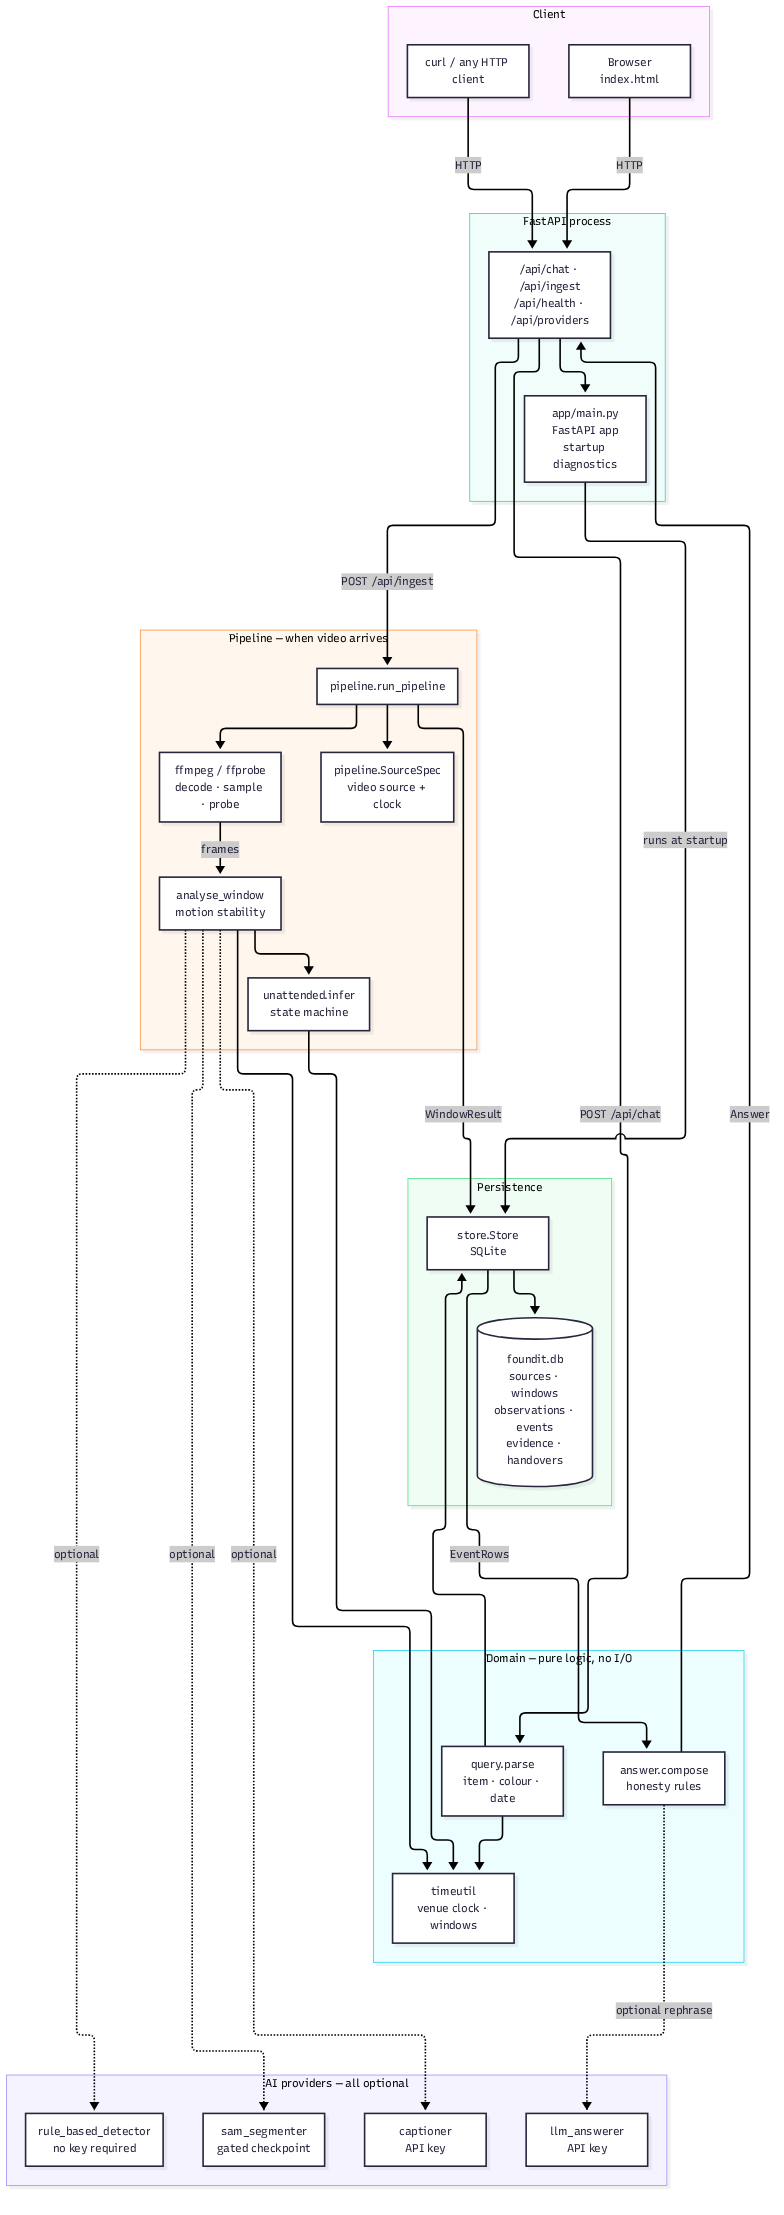 Client
curl / any HTTP
client
Browser
index.html
HTTP
HTTP
FastAPI process
/api/chat ·
/api/ingest
/api/health ·
/api/providers
app/main.py
FastAPI app
startup
diagnostics
POST /api/ingest
Pipeline — when video arrives
pipeline.run_pipeline
ffmpeg / ffprobe
decode · sample
· probe
pipeline.SourceSpec
video source +
clock
runs at startup
frames
analyse_window
motion stability
unattended.infer
state machine
WindowResult
POST /api/chat
Answer
Persistence
store.Store
SQLite
foundit.db
sources ·
windows
observations ·
events
evidence ·
handovers
optional
optional
optional
EventRows
Domain — pure logic, no I/O
query.parse
item · colour ·
date
answer.compose
honesty rules
timeutil
venue clock ·
windows
optional rephrase
AI providers — all optional
rule_based_detector
no key required
sam_segmenter
gated checkpoint
captioner
API key
llm_answerer
API key